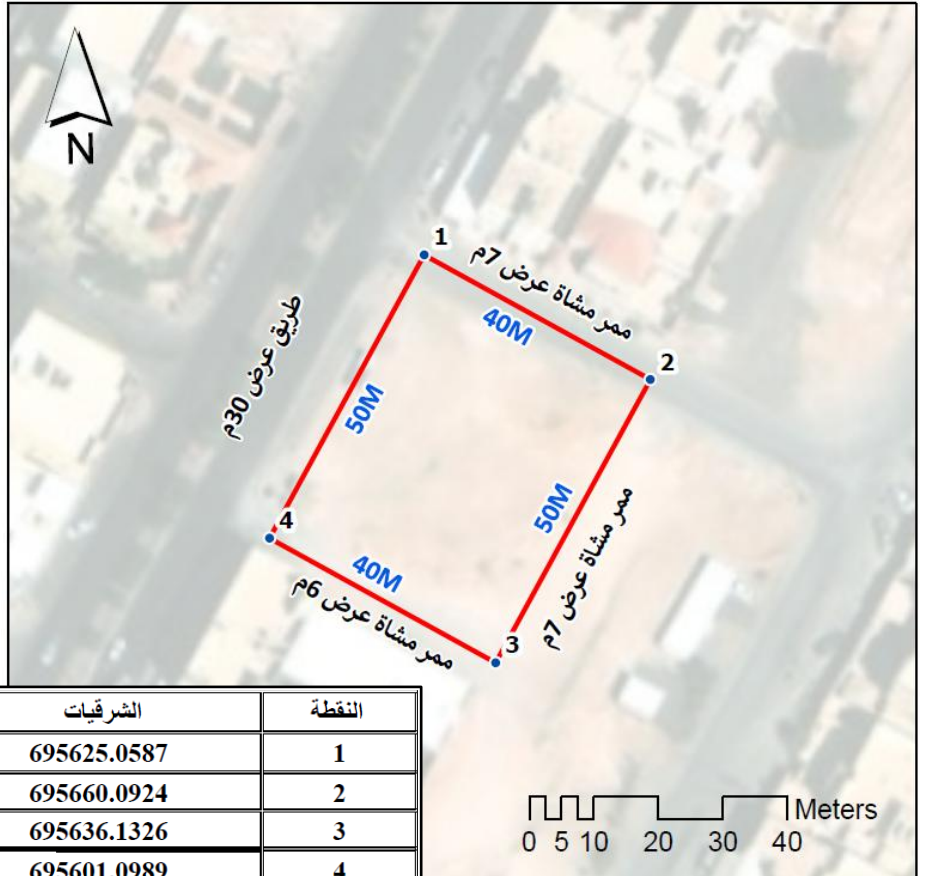 N
1
ممر مشاة عرض 7م
40M
2
طريق عرض 30م
50M
50M
ممر مشاة عرض 7م
4
40M
ممر مشاة عرض 6م
3
النقطة الشرقيات
1 695625.0587
2 695660.0924
3 695636.1326
4 695601.0989
Meters
0 5 10 20 30 40